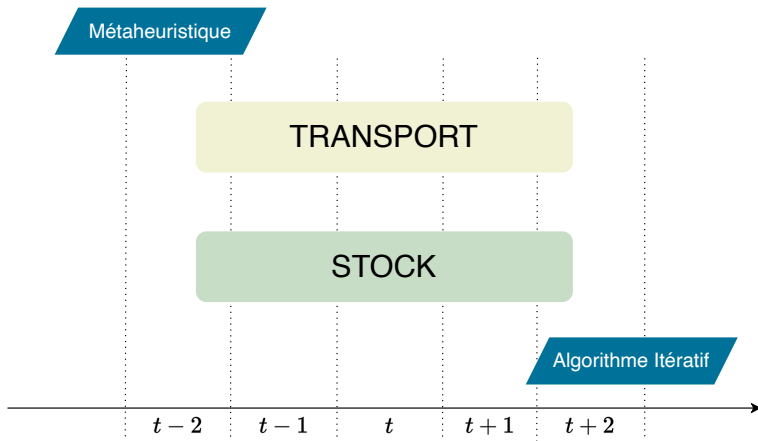 Métaheuristique
TRANSPORT
STOCK
Algorithme Itératif
t − 2 t − 1 t t + 1 t + 2